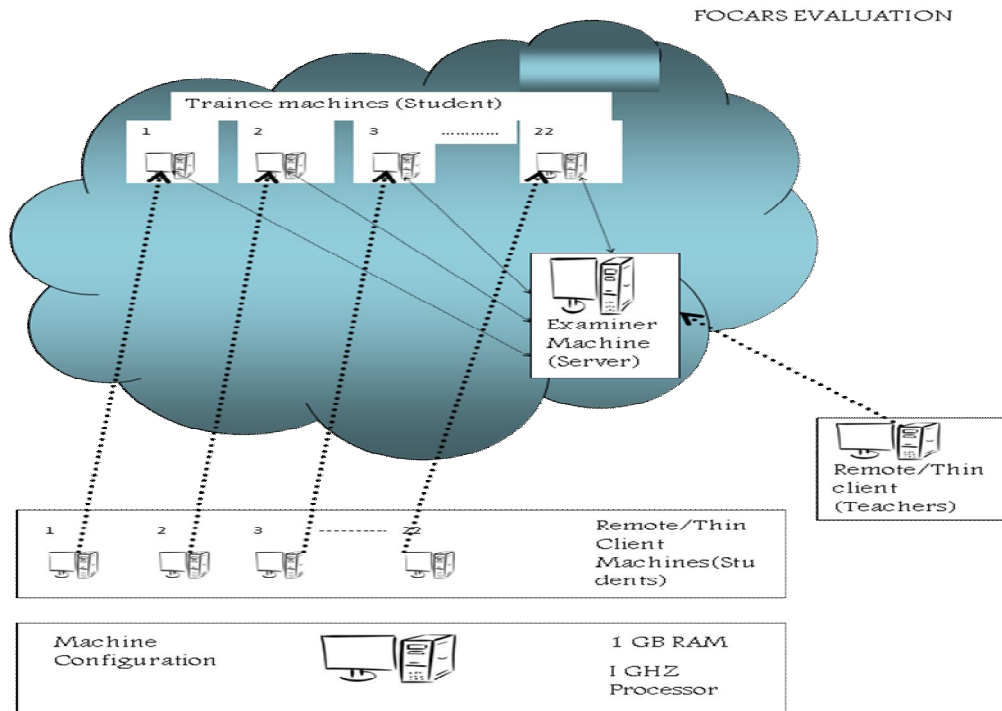 FOCARS EVALUATION
Trainee machines (Student)
1 2 3 ............ 22
Examiner
Machine
(Server)
Remote/Thin
client
(Teachers)
1 2 3 ---------- 22
Remote/Thin
Client
Machines(Stu
dents)
Machine
Configuration
1 GB RAM
I GHZ
Processor